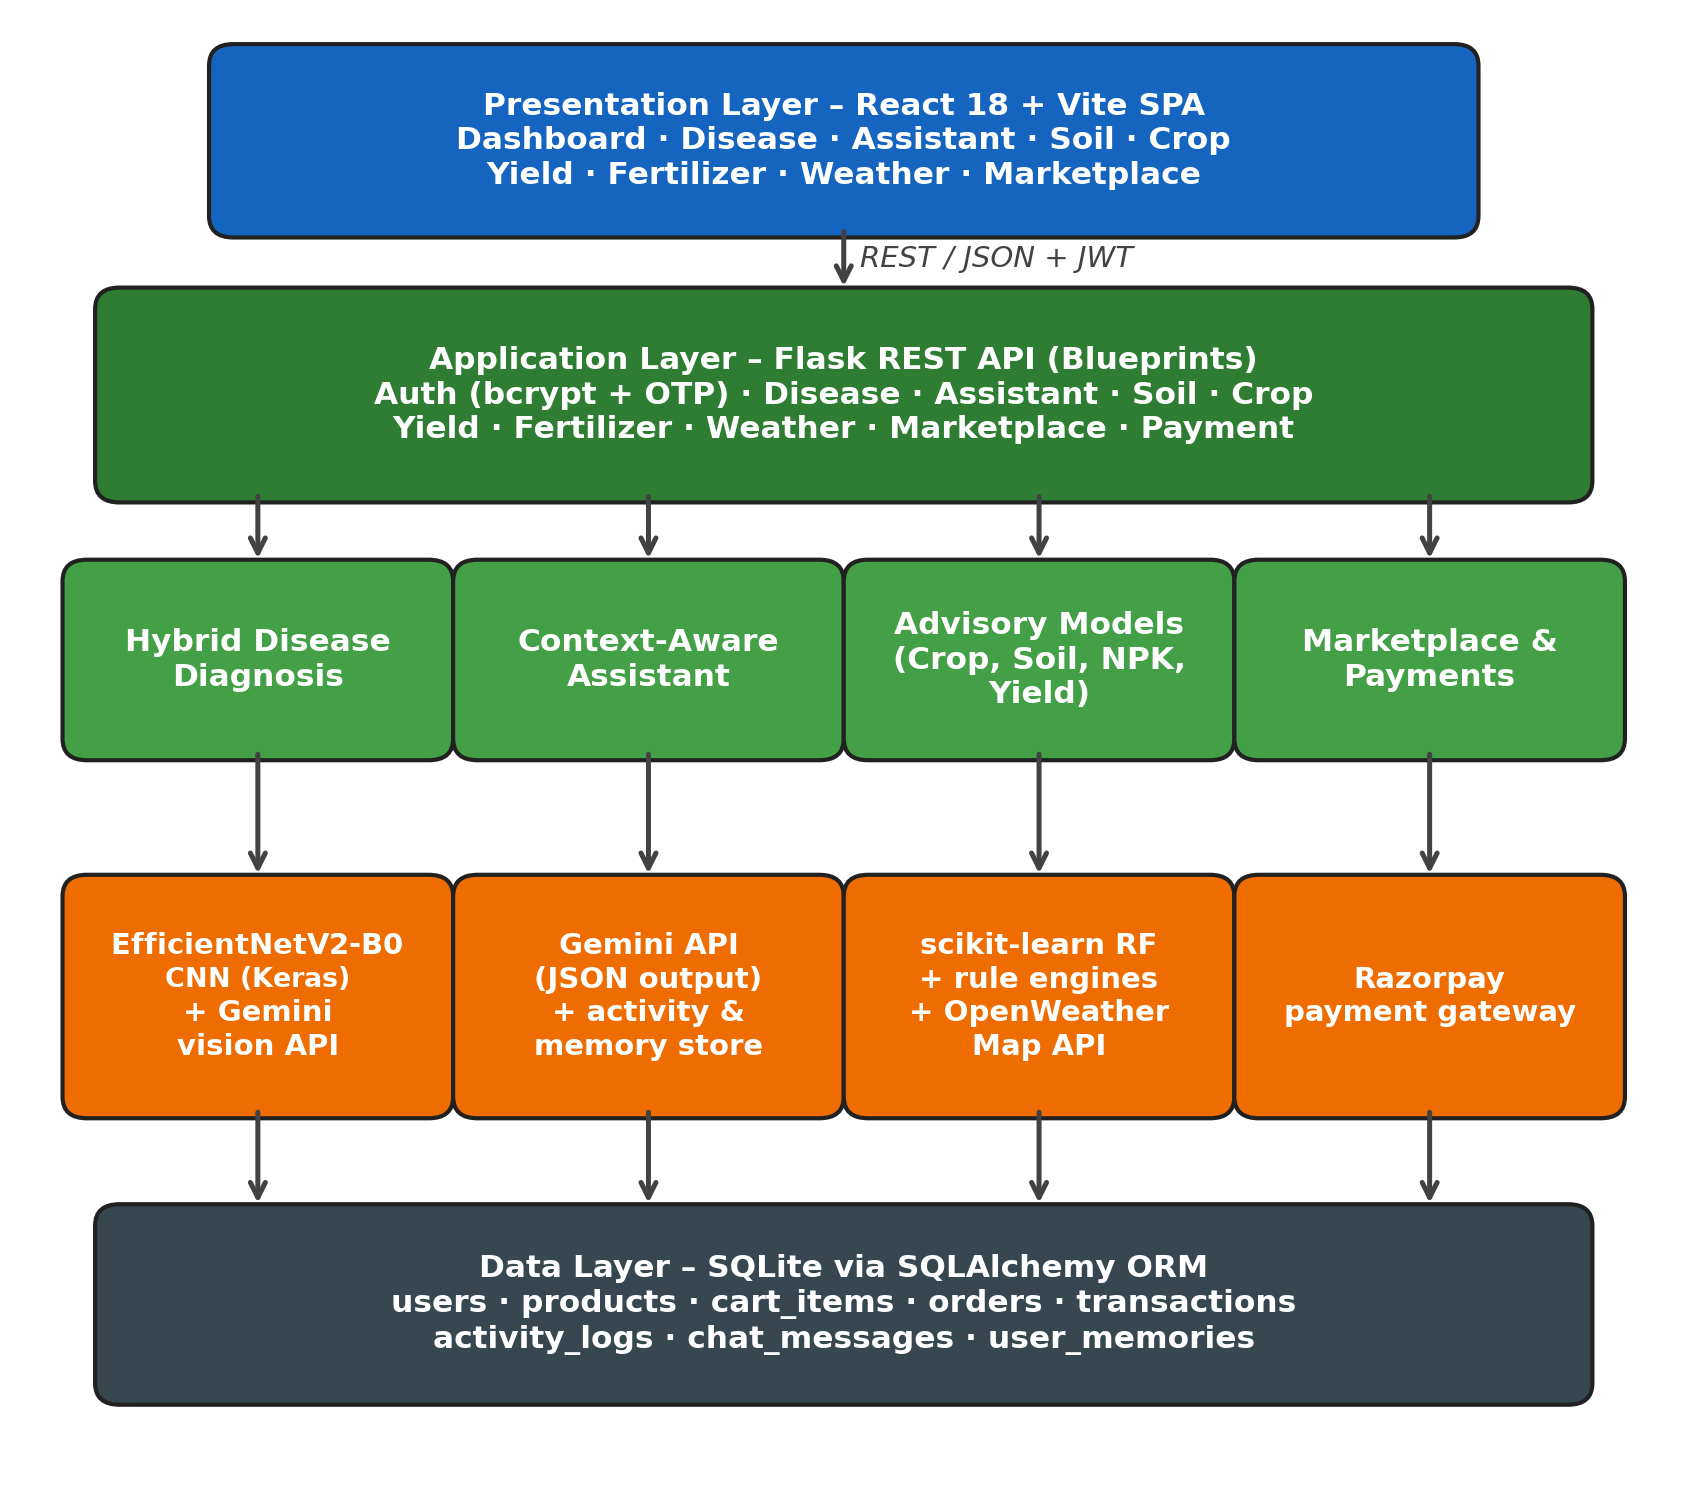 Presentation Layer – React 18 + Vite SPA
Dashboard · Disease · Assistant · Soil · Crop
Yield · Fertilizer · Weather · Marketplace
REST / JSON + JWT
Application Layer – Flask REST API (Blueprints)
Auth (bcrypt + OTP) · Disease · Assistant · Soil · Crop
Yield · Fertilizer · Weather · Marketplace · Payment
Hybrid Disease
Diagnosis
Context-Aware
Assistant
Advisory Models
(Crop, Soil, NPK,
Yield)
Marketplace &
Payments
EfficientNetV2-B0
CNN (Keras)
+ Gemini
vision API
Gemini API
(JSON output)
+ activity &
memory store
scikit-learn RF
+ rule engines
+ OpenWeather
Map API
Razorpay
payment gateway
Data Layer – SQLite via SQLAlchemy ORM
users · products · cart_items · orders · transactions
activity_logs · chat_messages · user_memories